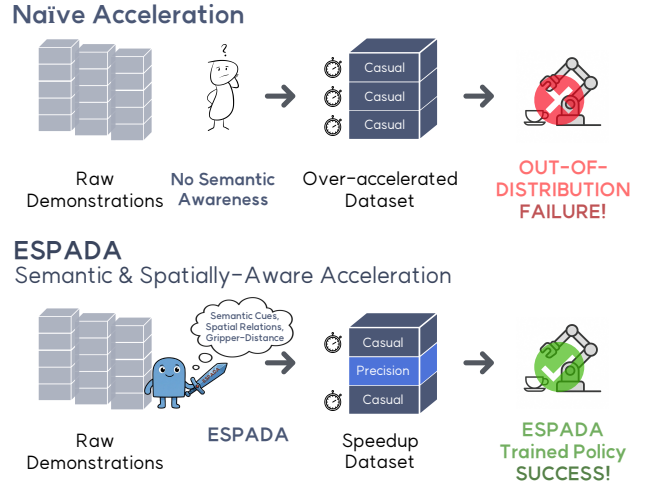 Naïve Acceleration
?
Casual
Casual
Casual
Raw
Demonstrations
No Semantic
Awareness
Over-accelerated
Dataset
OUT-OF-
DISTRIBUTION
FAILURE!
ESPADA
Semantic & Spatially-Aware Acceleration
Semantic Cues,
Spatial Relations,
Gripper-Distance
ESPADA
Casual
Precision
Casual
Raw
Demonstrations
ESPADA
Speedup
Dataset
ESPADA
Trained Policy
SUCCESS!